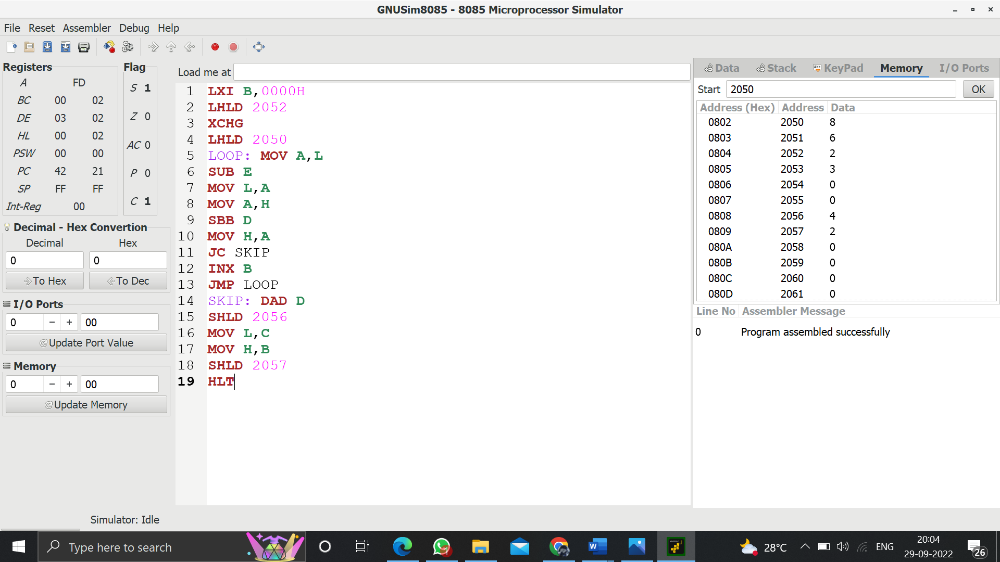 GNUSim8085 - 8085 Microprocessor Simulator
File Reset Assembler Debug Help
Registers
A FD
BC 00 02
DE 03 02
HL 00 02
PSW 00 00
PC 42 21
SP FF FF
Int-Reg 00
Flag
S 1
Z 0
AC 0
P 0
C 1
Decimal - Hex Convertion
Decimal Hex
0 0
To Hex To Dec
I/O Ports
0 − + 00
Update Port Value
Memory
0 − + 00
Update Memory
Load me at
1 LXI B,0000H
2 LHLD 2052
3 XCHG
4 LHLD 2050
5 LOOP: MOV A,L
6 SUB E
7 MOV L,A
8 MOV A,H
9 SBB D
10 MOV H,A
11 JC SKIP
12 INX B
13 JMP LOOP
14 SKIP: DAD D
15 SHLD 2056
16 MOV L,C
17 MOV H,B
18 SHLD 2057
19 HLT
Data Stack Abc KeyPad Memory I/O Ports
Start 2050 OK
Address (Hex) Address Data
0802 2050 8
0803 2051 6
0804 2052 2
0805 2053 3
0806 2054 0
0807 2055 0
0808 2056 4
0809 2057 2
080A 2058 0
080B 2059 0
080C 2060 0
080D 2061 0
Line No Assembler Message
0 Program assembled successfully
Simulator: Idle
Type here to search
W
28°C
ENG
20:04
29-09-2022
26